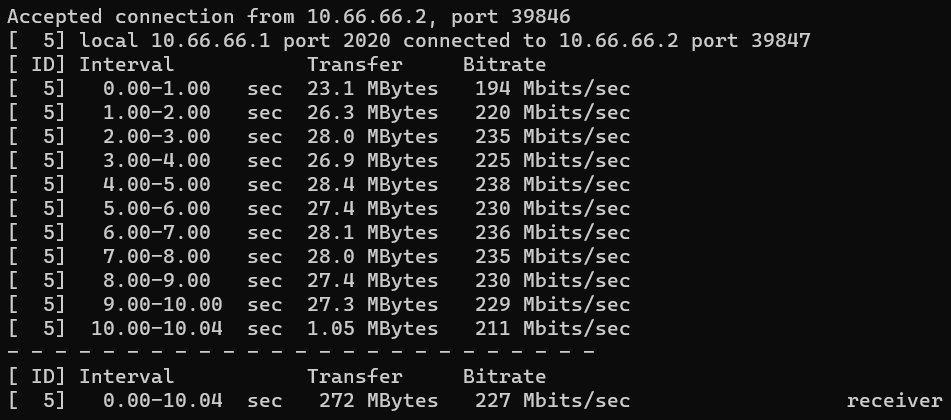 Accepted connection from 10.66.66.2, port 39846
[  5] local 10.66.66.1 port 2020 connected to 10.66.66.2 port 39847
[ ID] Interval           Transfer     Bitrate
[  5]   0.00-1.00   sec  23.1 MBytes   194 Mbits/sec
[  5]   1.00-2.00   sec  26.3 MBytes   220 Mbits/sec
[  5]   2.00-3.00   sec  28.0 MBytes   235 Mbits/sec
[  5]   3.00-4.00   sec  26.9 MBytes   225 Mbits/sec
[  5]   4.00-5.00   sec  28.4 MBytes   238 Mbits/sec
[  5]   5.00-6.00   sec  27.4 MBytes   230 Mbits/sec
[  5]   6.00-7.00   sec  28.1 MBytes   236 Mbits/sec
[  5]   7.00-8.00   sec  28.0 MBytes   235 Mbits/sec
[  5]   8.00-9.00   sec  27.4 MBytes   230 Mbits/sec
[  5]   9.00-10.00  sec  27.3 MBytes   229 Mbits/sec
[  5]  10.00-10.04  sec  1.05 MBytes   211 Mbits/sec
- - - - - - - - - - - - - - - - - - - - - - - - -
[ ID] Interval           Transfer     Bitrate
[  5]   0.00-10.04  sec   272 MBytes   227 Mbits/sec                  receiver